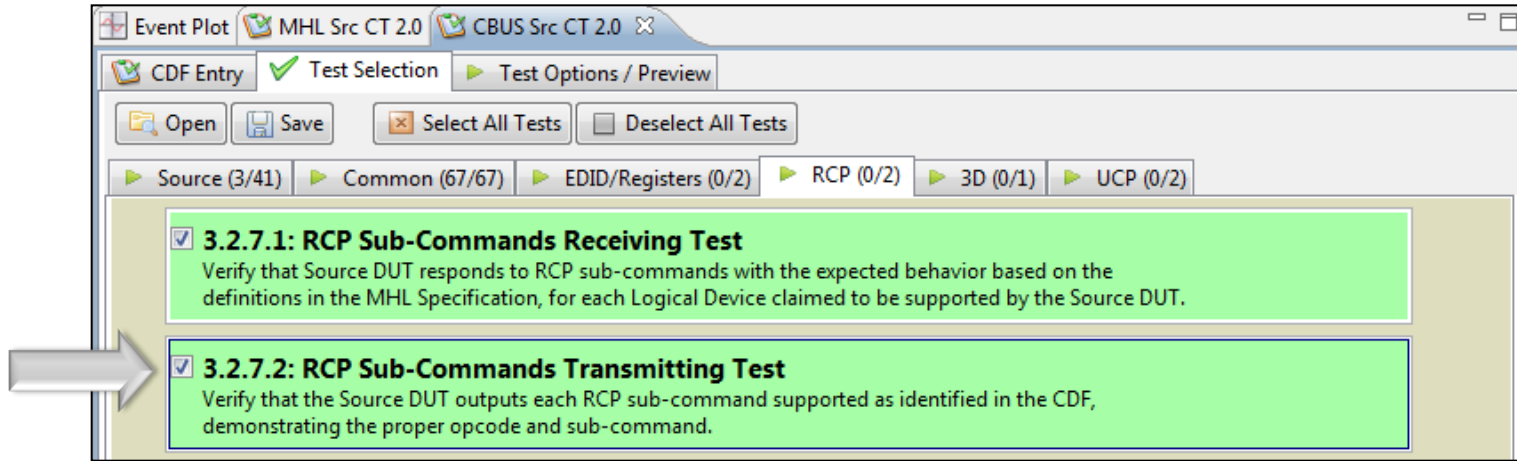 Event Plot MHL Src CT 2.0 CBUS Src CT 2.0
CDF Entry Test Selection Test Options / Preview
Open Save Select All Tests Deselect All Tests
Source (3/41) Common (67/67) EDID/Registers (0/2) RCP (0/2) 3D (0/1) UCP (0/2)
3.2.7.1: RCP Sub-Commands Receiving Test
Verify that Source DUT responds to RCP sub-commands with the expected behavior based on the
definitions in the MHL Specification, for each Logical Device claimed to be supported by the Source DUT.
3.2.7.2: RCP Sub-Commands Transmitting Test
Verify that the Source DUT outputs each RCP sub-command supported as identified in the CDF,
demonstrating the proper opcode and sub-command.